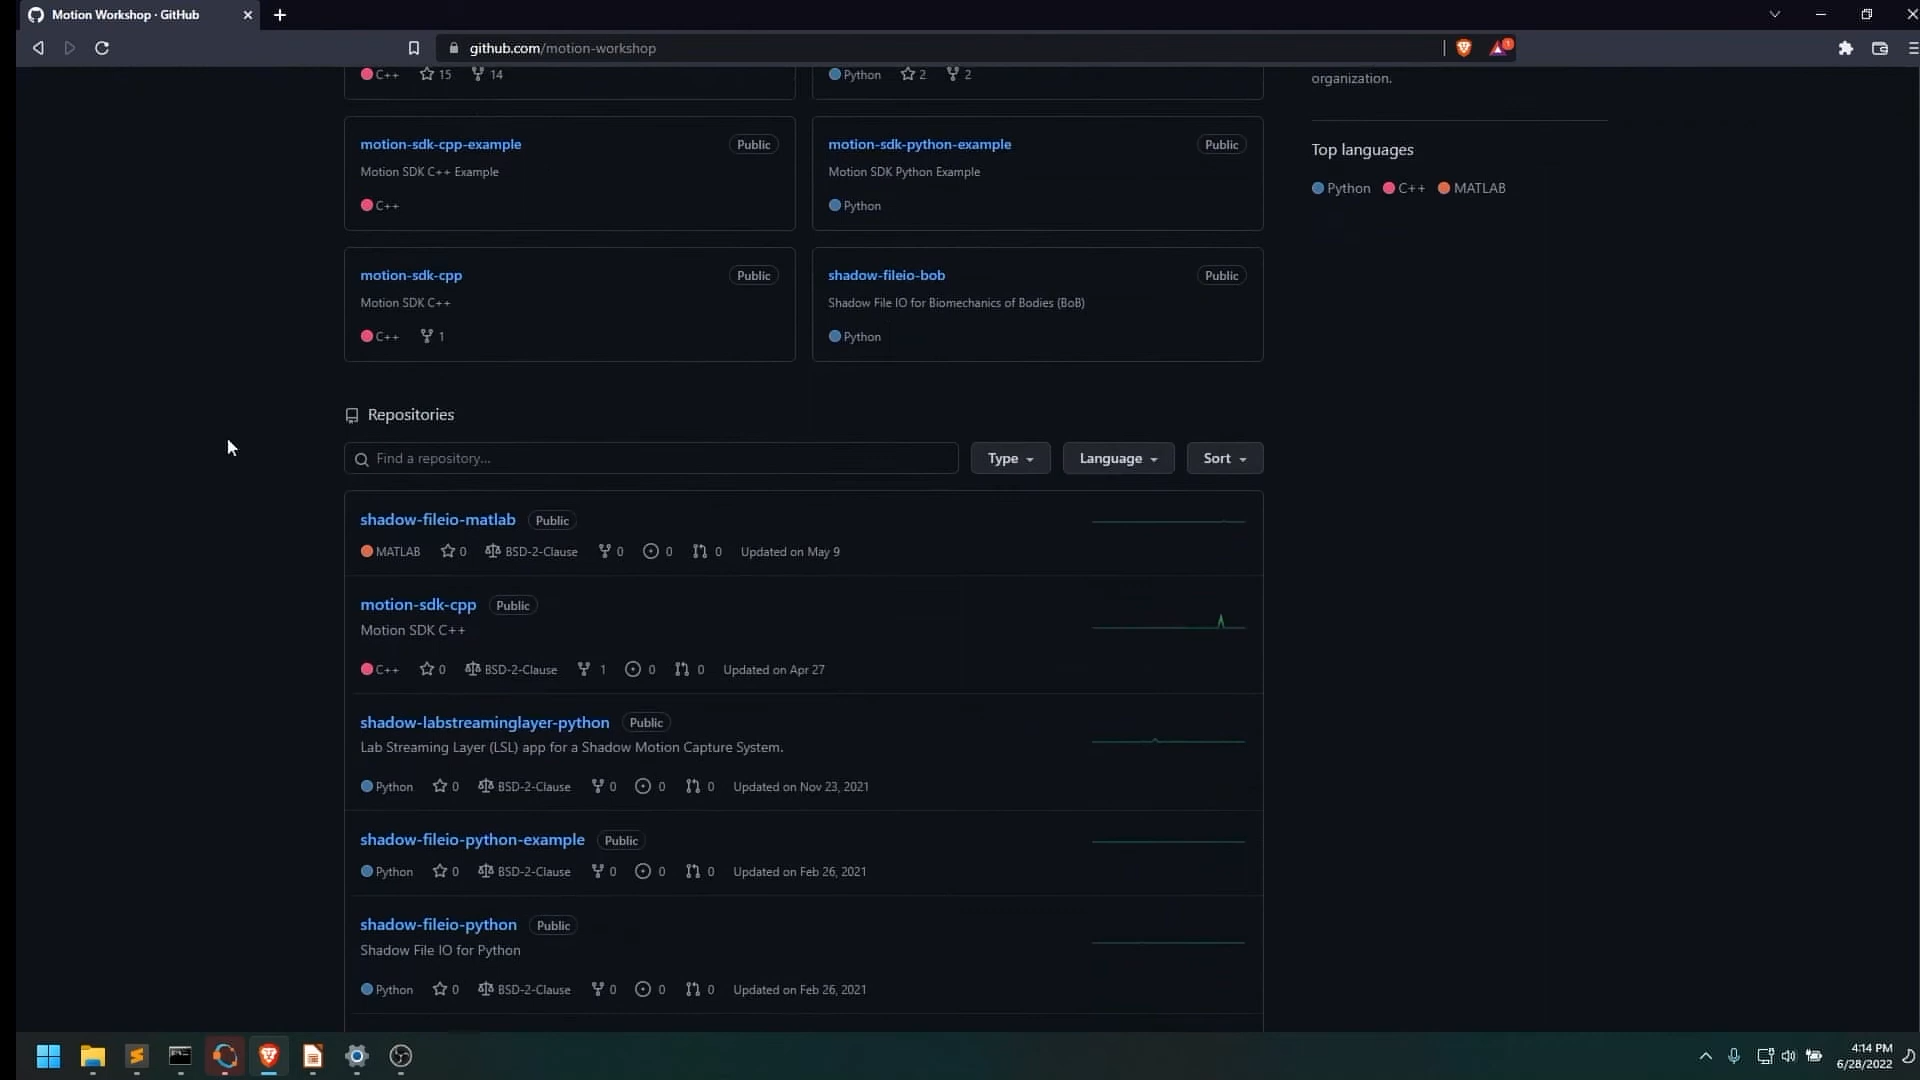 Motion Workshop · GitHub
github.com/motion-workshop
1
C++ 15 14
Python 2 2
organization.
motion-sdk-cpp-example Public
Motion SDK C++ Example
C++
motion-sdk-python-example Public
Motion SDK Python Example
Python
Top languages
Python C++ MATLAB
motion-sdk-cpp Public
Motion SDK C++
C++ 1
shadow-fileio-bob Public
Shadow File IO for Biomechanics of Bodies (BoB)
Python
Repositories
Find a repository... Type Language Sort
shadow-fileio-matlab Public
MATLAB 0 BSD-2-Clause 0 0 0 Updated on May 9
motion-sdk-cpp Public
Motion SDK C++
C++ 0 BSD-2-Clause 1 0 0 Updated on Apr 27
shadow-labstreaminglayer-python Public
Lab Streaming Layer (LSL) app for a Shadow Motion Capture System.
Python 0 BSD-2-Clause 0 0 0 Updated on Nov 23, 2021
shadow-fileio-python-example Public
Python 0 BSD-2-Clause 0 0 0 Updated on Feb 26, 2021
shadow-fileio-python Public
Shadow File IO for Python
Python 0 BSD-2-Clause 0 0 0 Updated on Feb 26, 2021
4:14 PM
6/28/2022